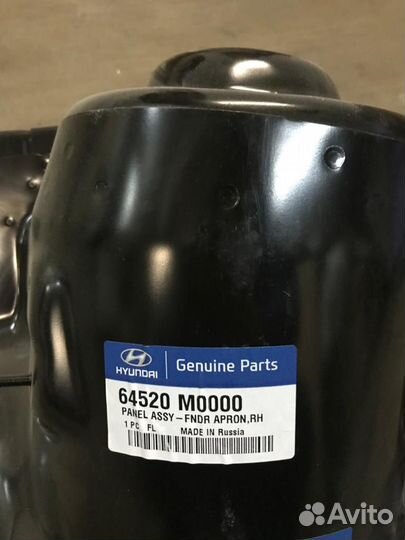 HYUNDAI
Genuine Parts
64520 M0000
PANEL ASSY-FNDR APRON,RH
1 PC FL MADE IN Russia
Avito